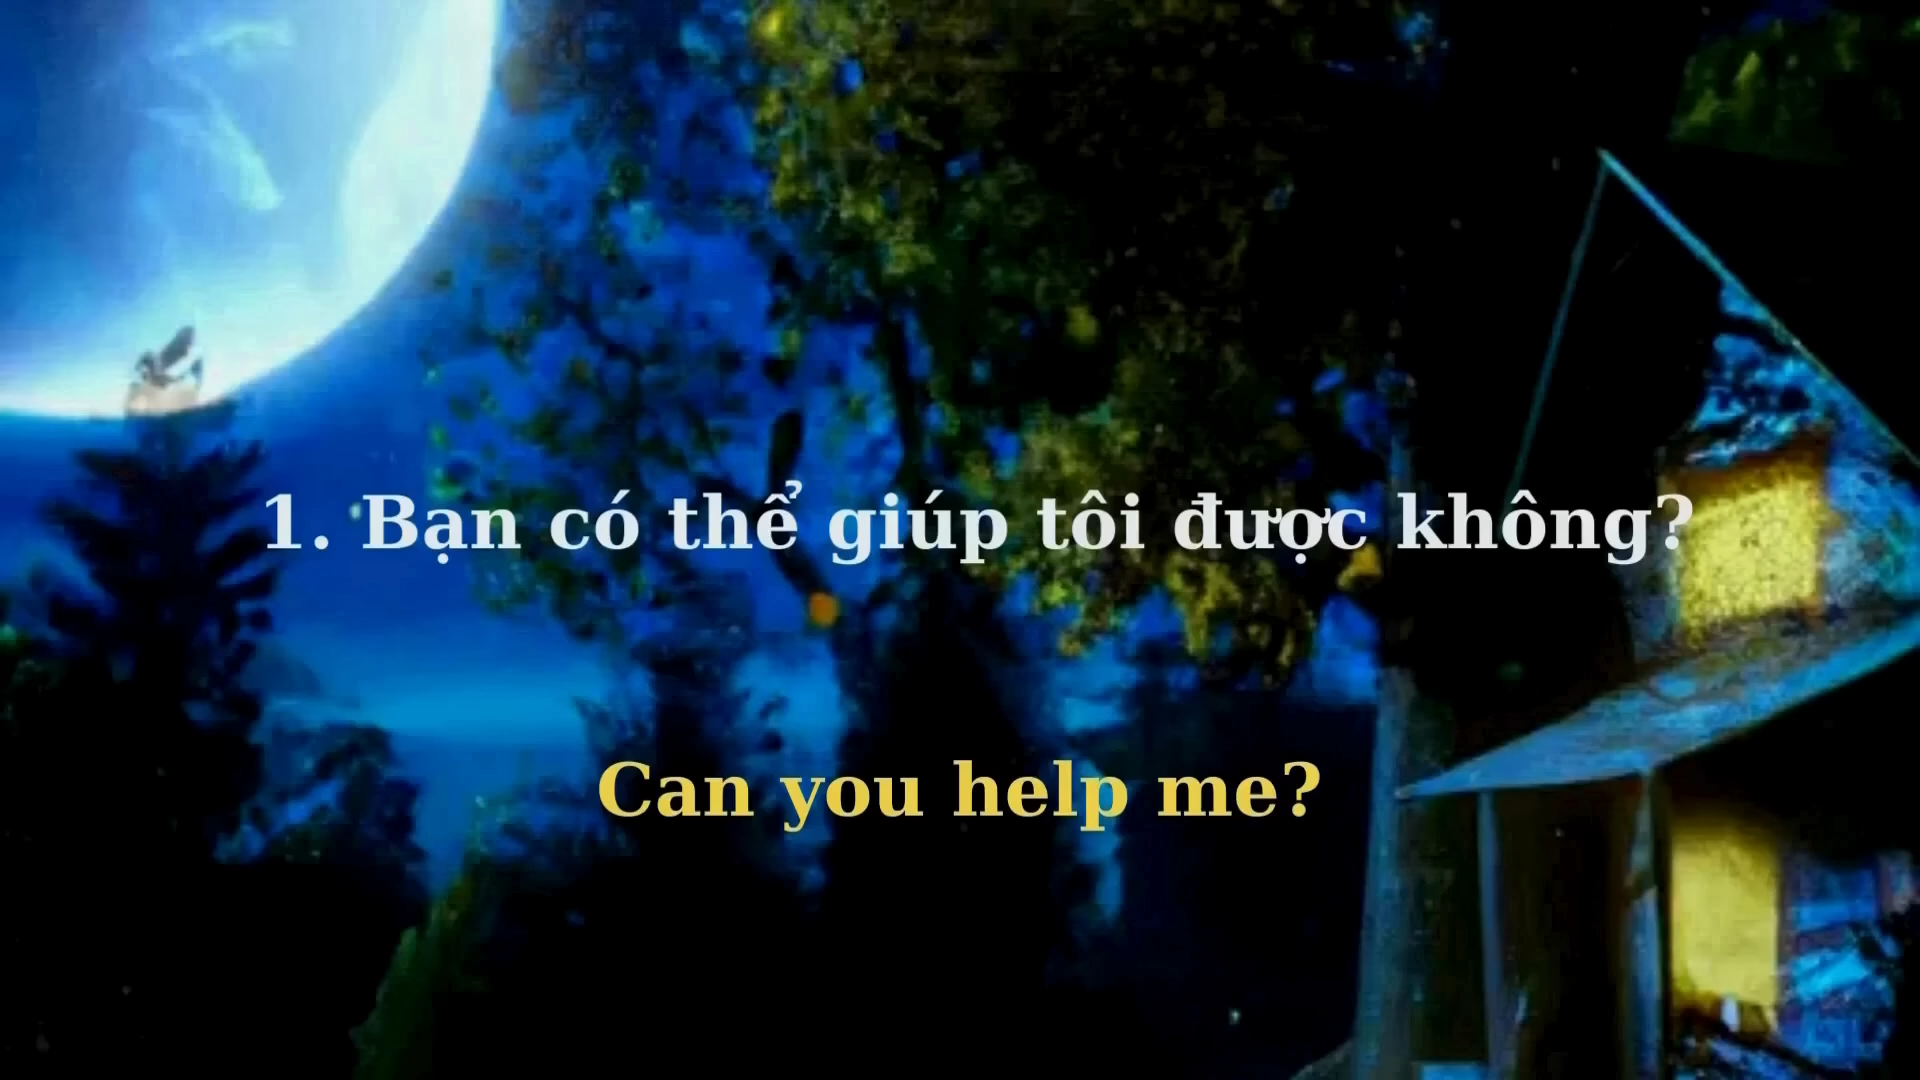 1. Bạn có thể giúp tôi được không?
Can you help me?